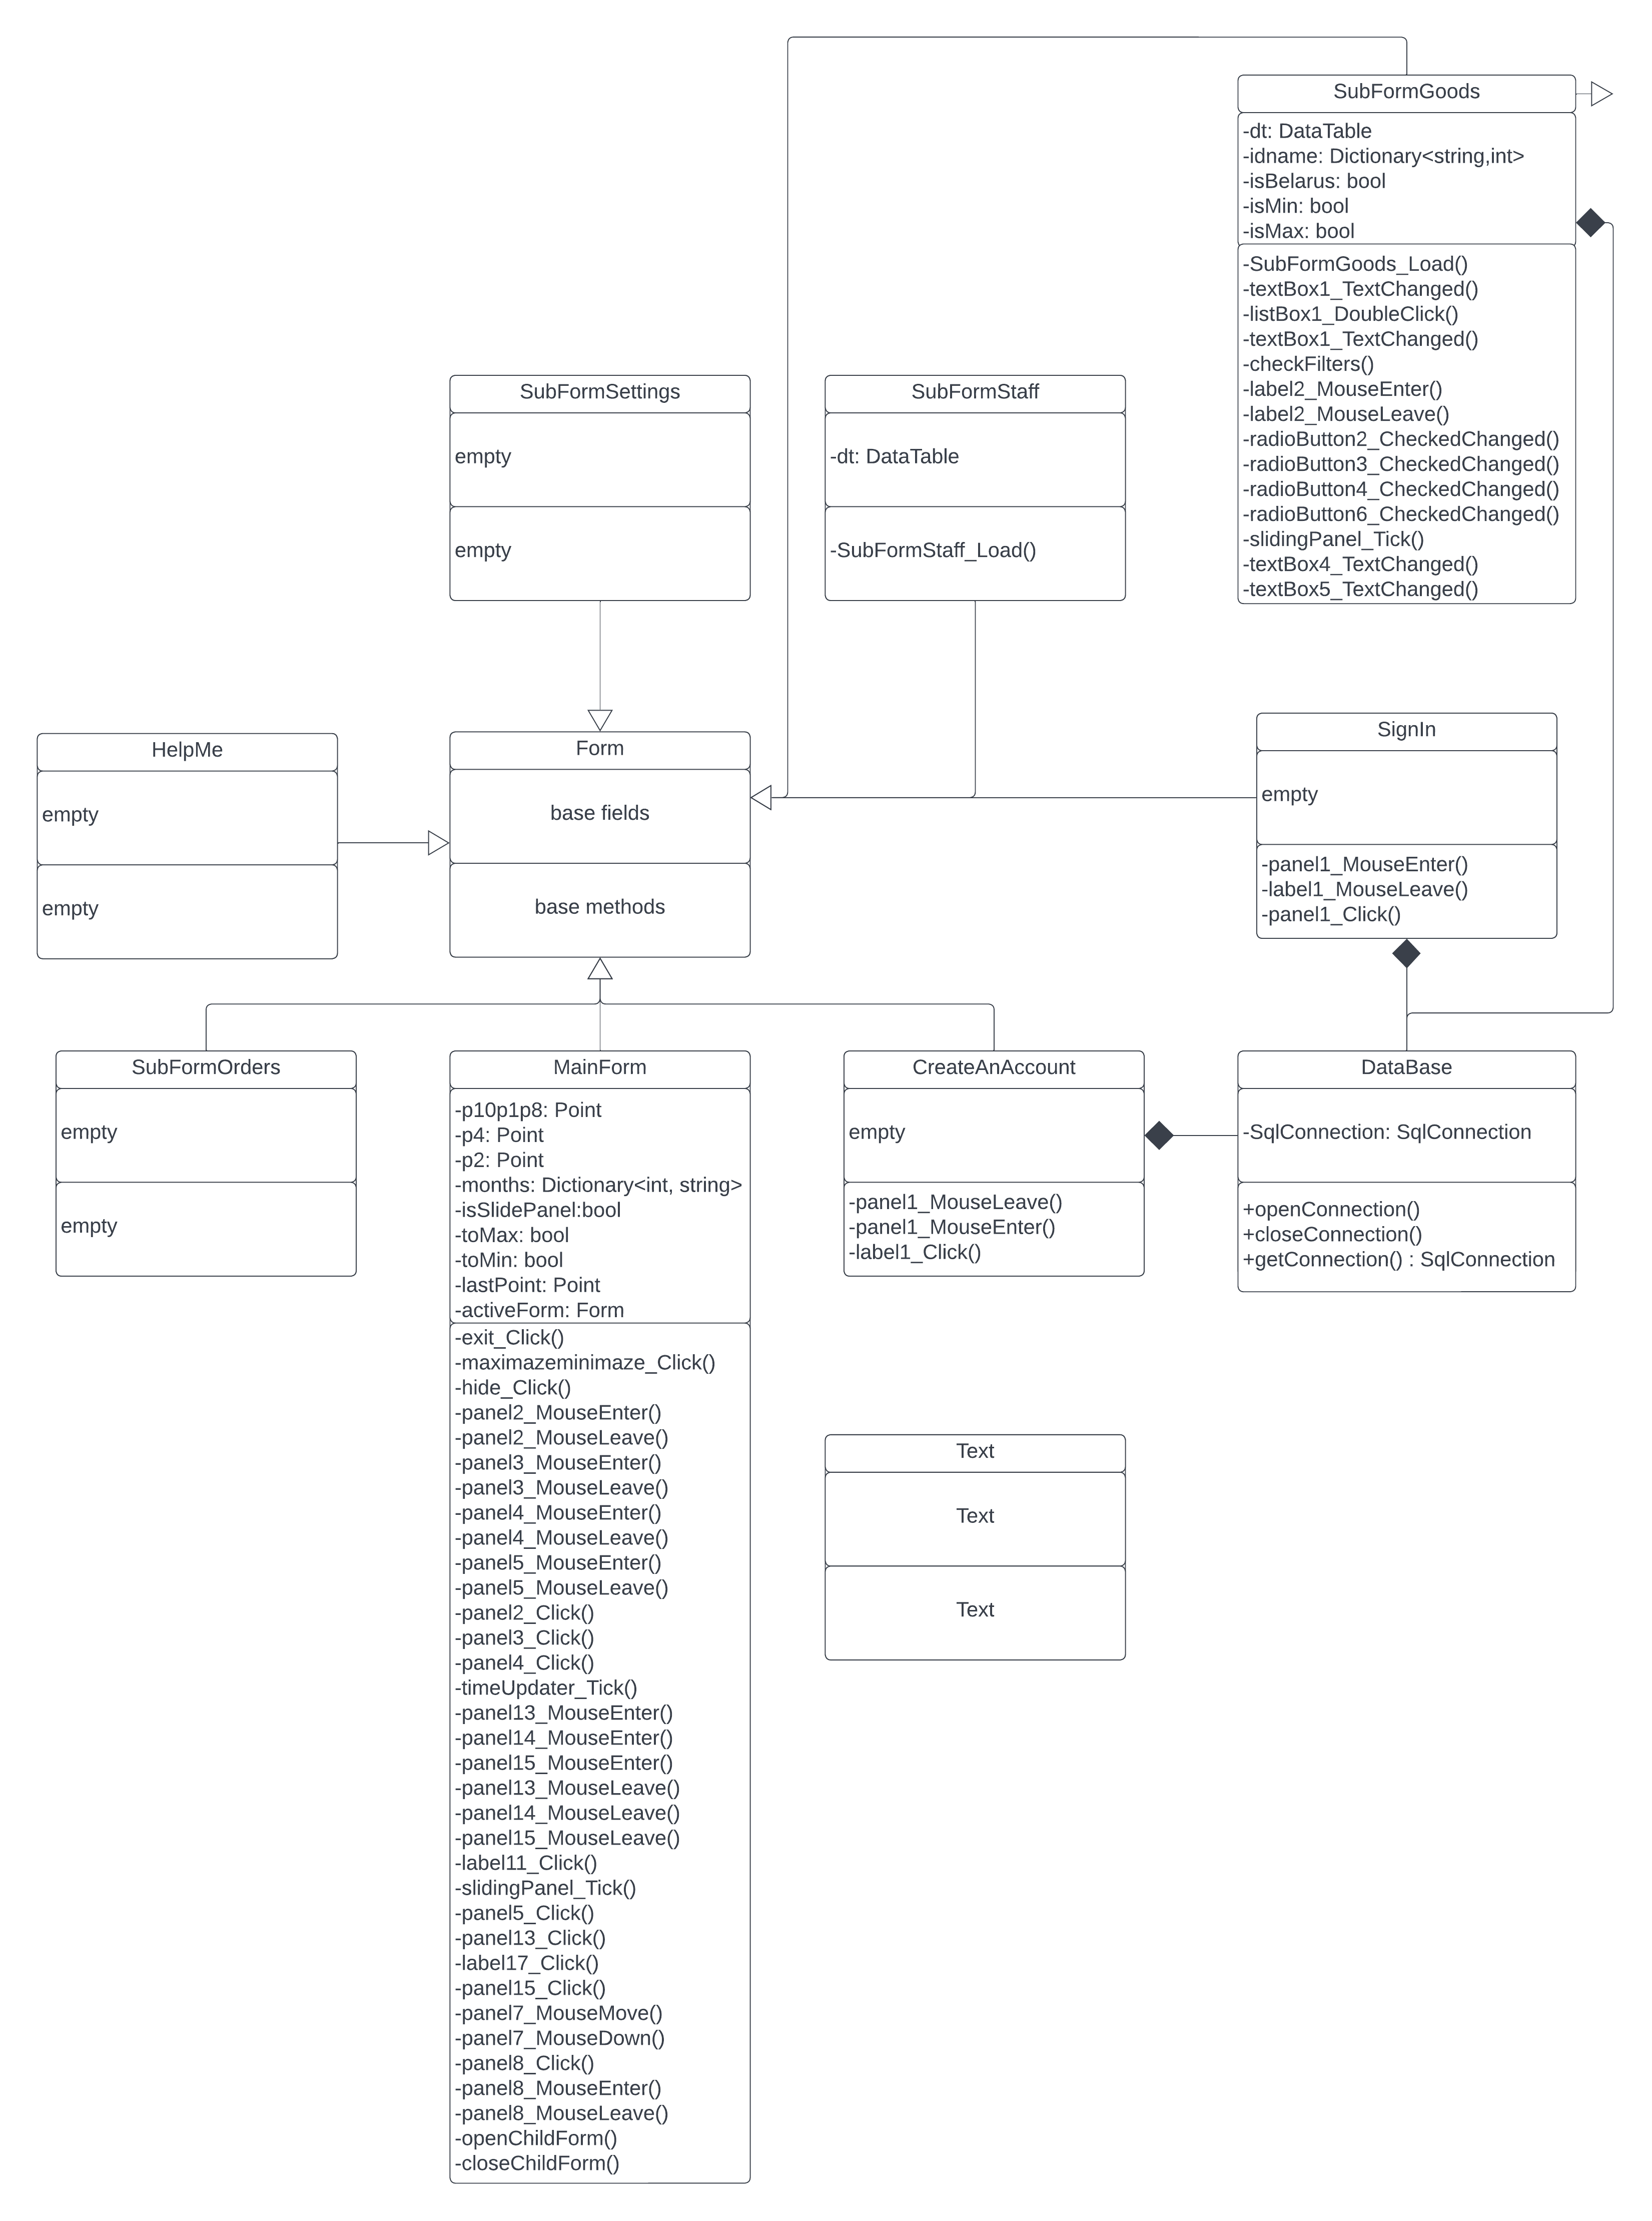 SubFormGoods
-dt: DataTable
-idname: Dictionary<string,int>
-isBelarus: bool
-isMin: bool
-isMax: bool
-SubFormGoods_Load()
-textBox1_TextChanged()
-listBox1_DoubleClick()
-textBox1_TextChanged()
-checkFilters()
-label2_MouseEnter()
-label2_MouseLeave()
-radioButton2_CheckedChanged()
-radioButton3_CheckedChanged()
-radioButton4_CheckedChanged()
-radioButton6_CheckedChanged()
-slidingPanel_Tick()
-textBox4_TextChanged()
-textBox5_TextChanged()
SubFormSettings
empty
empty
SubFormStaff
-dt: DataTable
-SubFormStaff_Load()
HelpMe
empty
empty
Form
base fields
base methods
SignIn
empty
-panel1_MouseEnter()
-label1_MouseLeave()
-panel1_Click()
SubFormOrders
empty
empty
MainForm
-p10p1p8: Point
-p4: Point
-p2: Point
-months: Dictionary<int, string>
-isSlidePanel:bool
-toMax: bool
-toMin: bool
-lastPoint: Point
-activeForm: Form
-exit_Click()
-maximazeminimaze_Click()
-hide_Click()
-panel2_MouseEnter()
-panel2_MouseLeave()
-panel3_MouseEnter()
-panel3_MouseLeave()
-panel4_MouseEnter()
-panel4_MouseLeave()
-panel5_MouseEnter()
-panel5_MouseLeave()
-panel2_Click()
-panel3_Click()
-panel4_Click()
-timeUpdater_Tick()
-panel13_MouseEnter()
-panel14_MouseEnter()
-panel15_MouseEnter()
-panel13_MouseLeave()
-panel14_MouseLeave()
-panel15_MouseLeave()
-label11_Click()
-slidingPanel_Tick()
-panel5_Click()
-panel13_Click()
-label17_Click()
-panel15_Click()
-panel7_MouseMove()
-panel7_MouseDown()
-panel8_Click()
-panel8_MouseEnter()
-panel8_MouseLeave()
-openChildForm()
-closeChildForm()
CreateAnAccount
empty
-panel1_MouseLeave()
-panel1_MouseEnter()
-label1_Click()
DataBase
-SqlConnection: SqlConnection
+openConnection()
+closeConnection()
+getConnection() : SqlConnection
Text
Text
Text